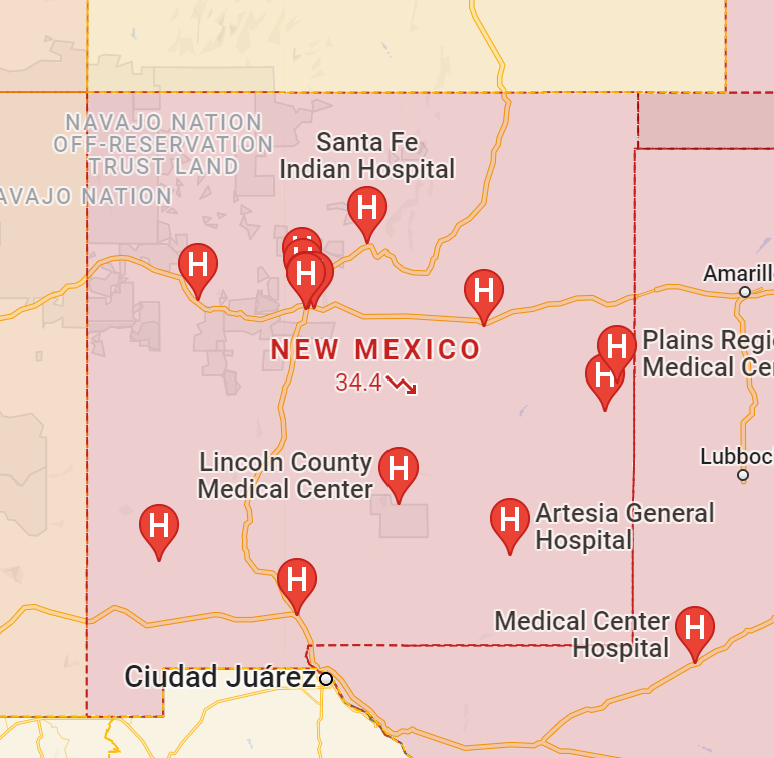 NAVAJO NATION
OFF-RESERVATION
TRUST LAND
AVAJO NATION
Santa Fe
Indian Hospital
H
H
H
H
H
H
Amarill
NEW MEXICO
34.4
H
H
Plains Regi
Medical Cen
Lincoln County
Medical Center
H
Lubboc
H
H
Artesia General
Hospital
H
Medical Center
Hospital
H
Ciudad Juárez